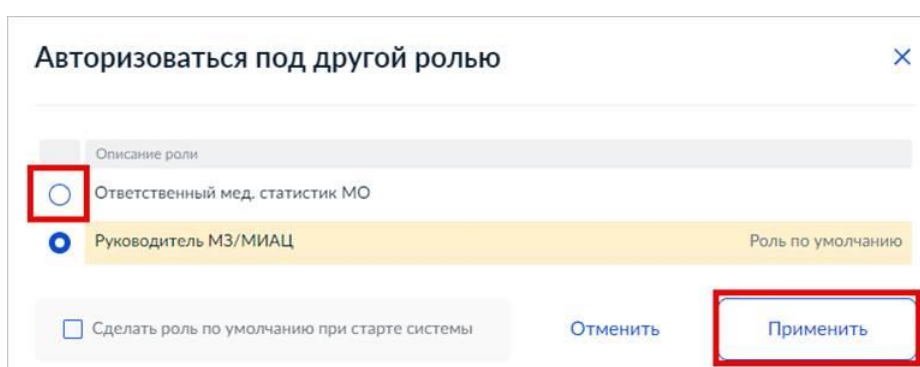 Авторизоваться под другой ролью
Описание роли
Ответственный мед. статистик МО
Руководитель МЗ/МИАЦ Роль по умолчанию
Сделать роль по умолчанию при старте системы Отменить Применить